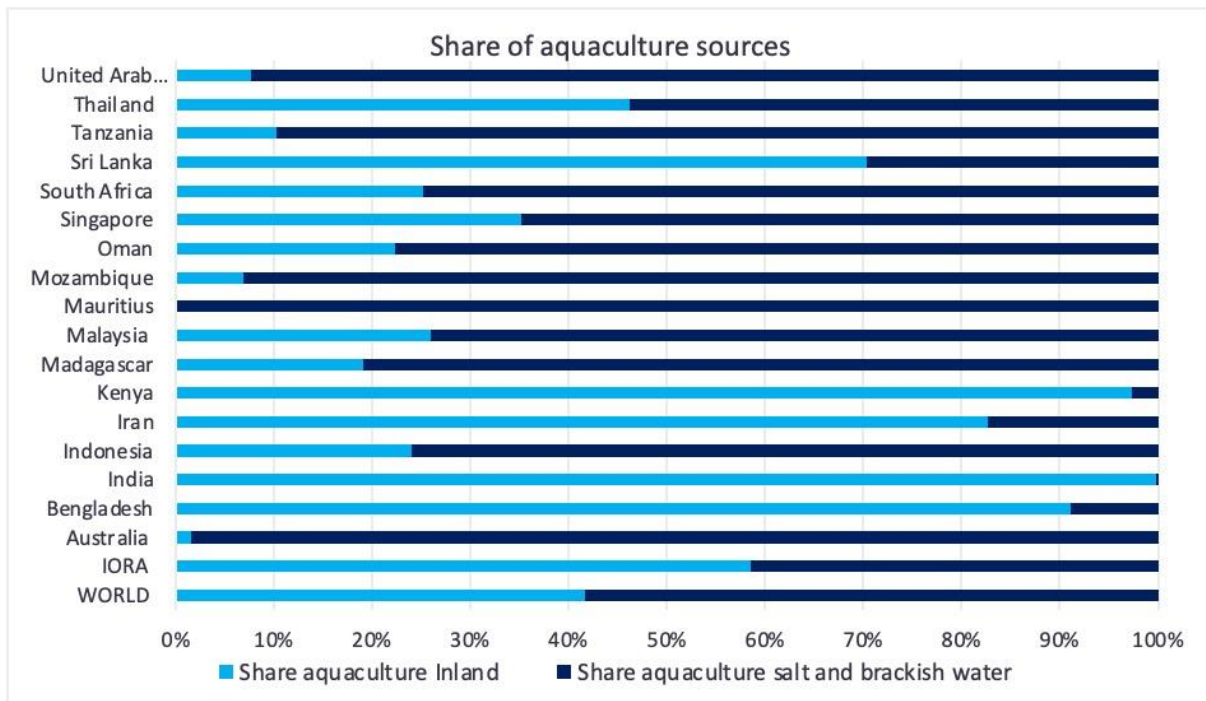 Share of aquaculture sources
United Arab...
Thailand
Tanzania
Sri Lanka
South Africa
Singapore
Oman
Mozambique
Mauritius
Malaysia
Madagascar
Kenya
Iran
Indonesia
India
Bengladesh
Australia
IORA
WORLD
0% 10% 20% 30% 40% 50% 60% 70% 80% 90% 100%
Share aquaculture Inland Share aquaculture salt and brackish water